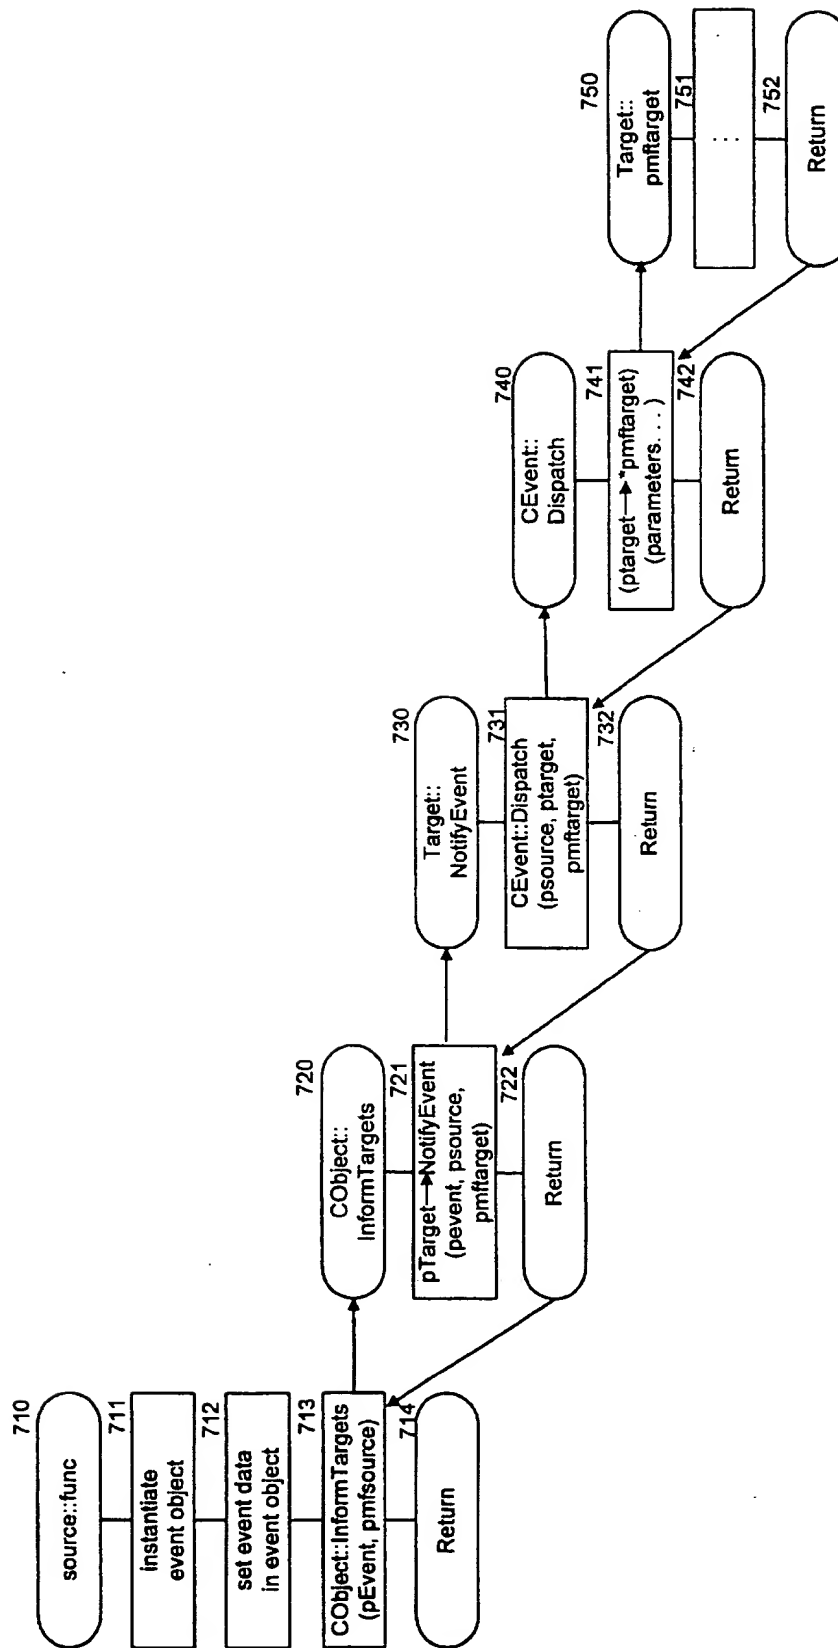 710
source::func
711
instantiate
event object
712
set event data
in event object
713
CObject::InformTargets
(pEvent, pmfsource)
714
Return
720
CObject::
InformTargets
721
pTarget→NotifyEvent
(pevent, psource,
pmftarget)
722
Return
730
Target::
NotifyEvent
731
CEvent::Dispatch
(psource, ptarget,
pmftarget)
732
Return
740
CEvent::
Dispatch
741
(ptarget→*pmftarget)
(parameters. . .)
742
Return
750
Target::
pmftarget
751
. . .
752
Return